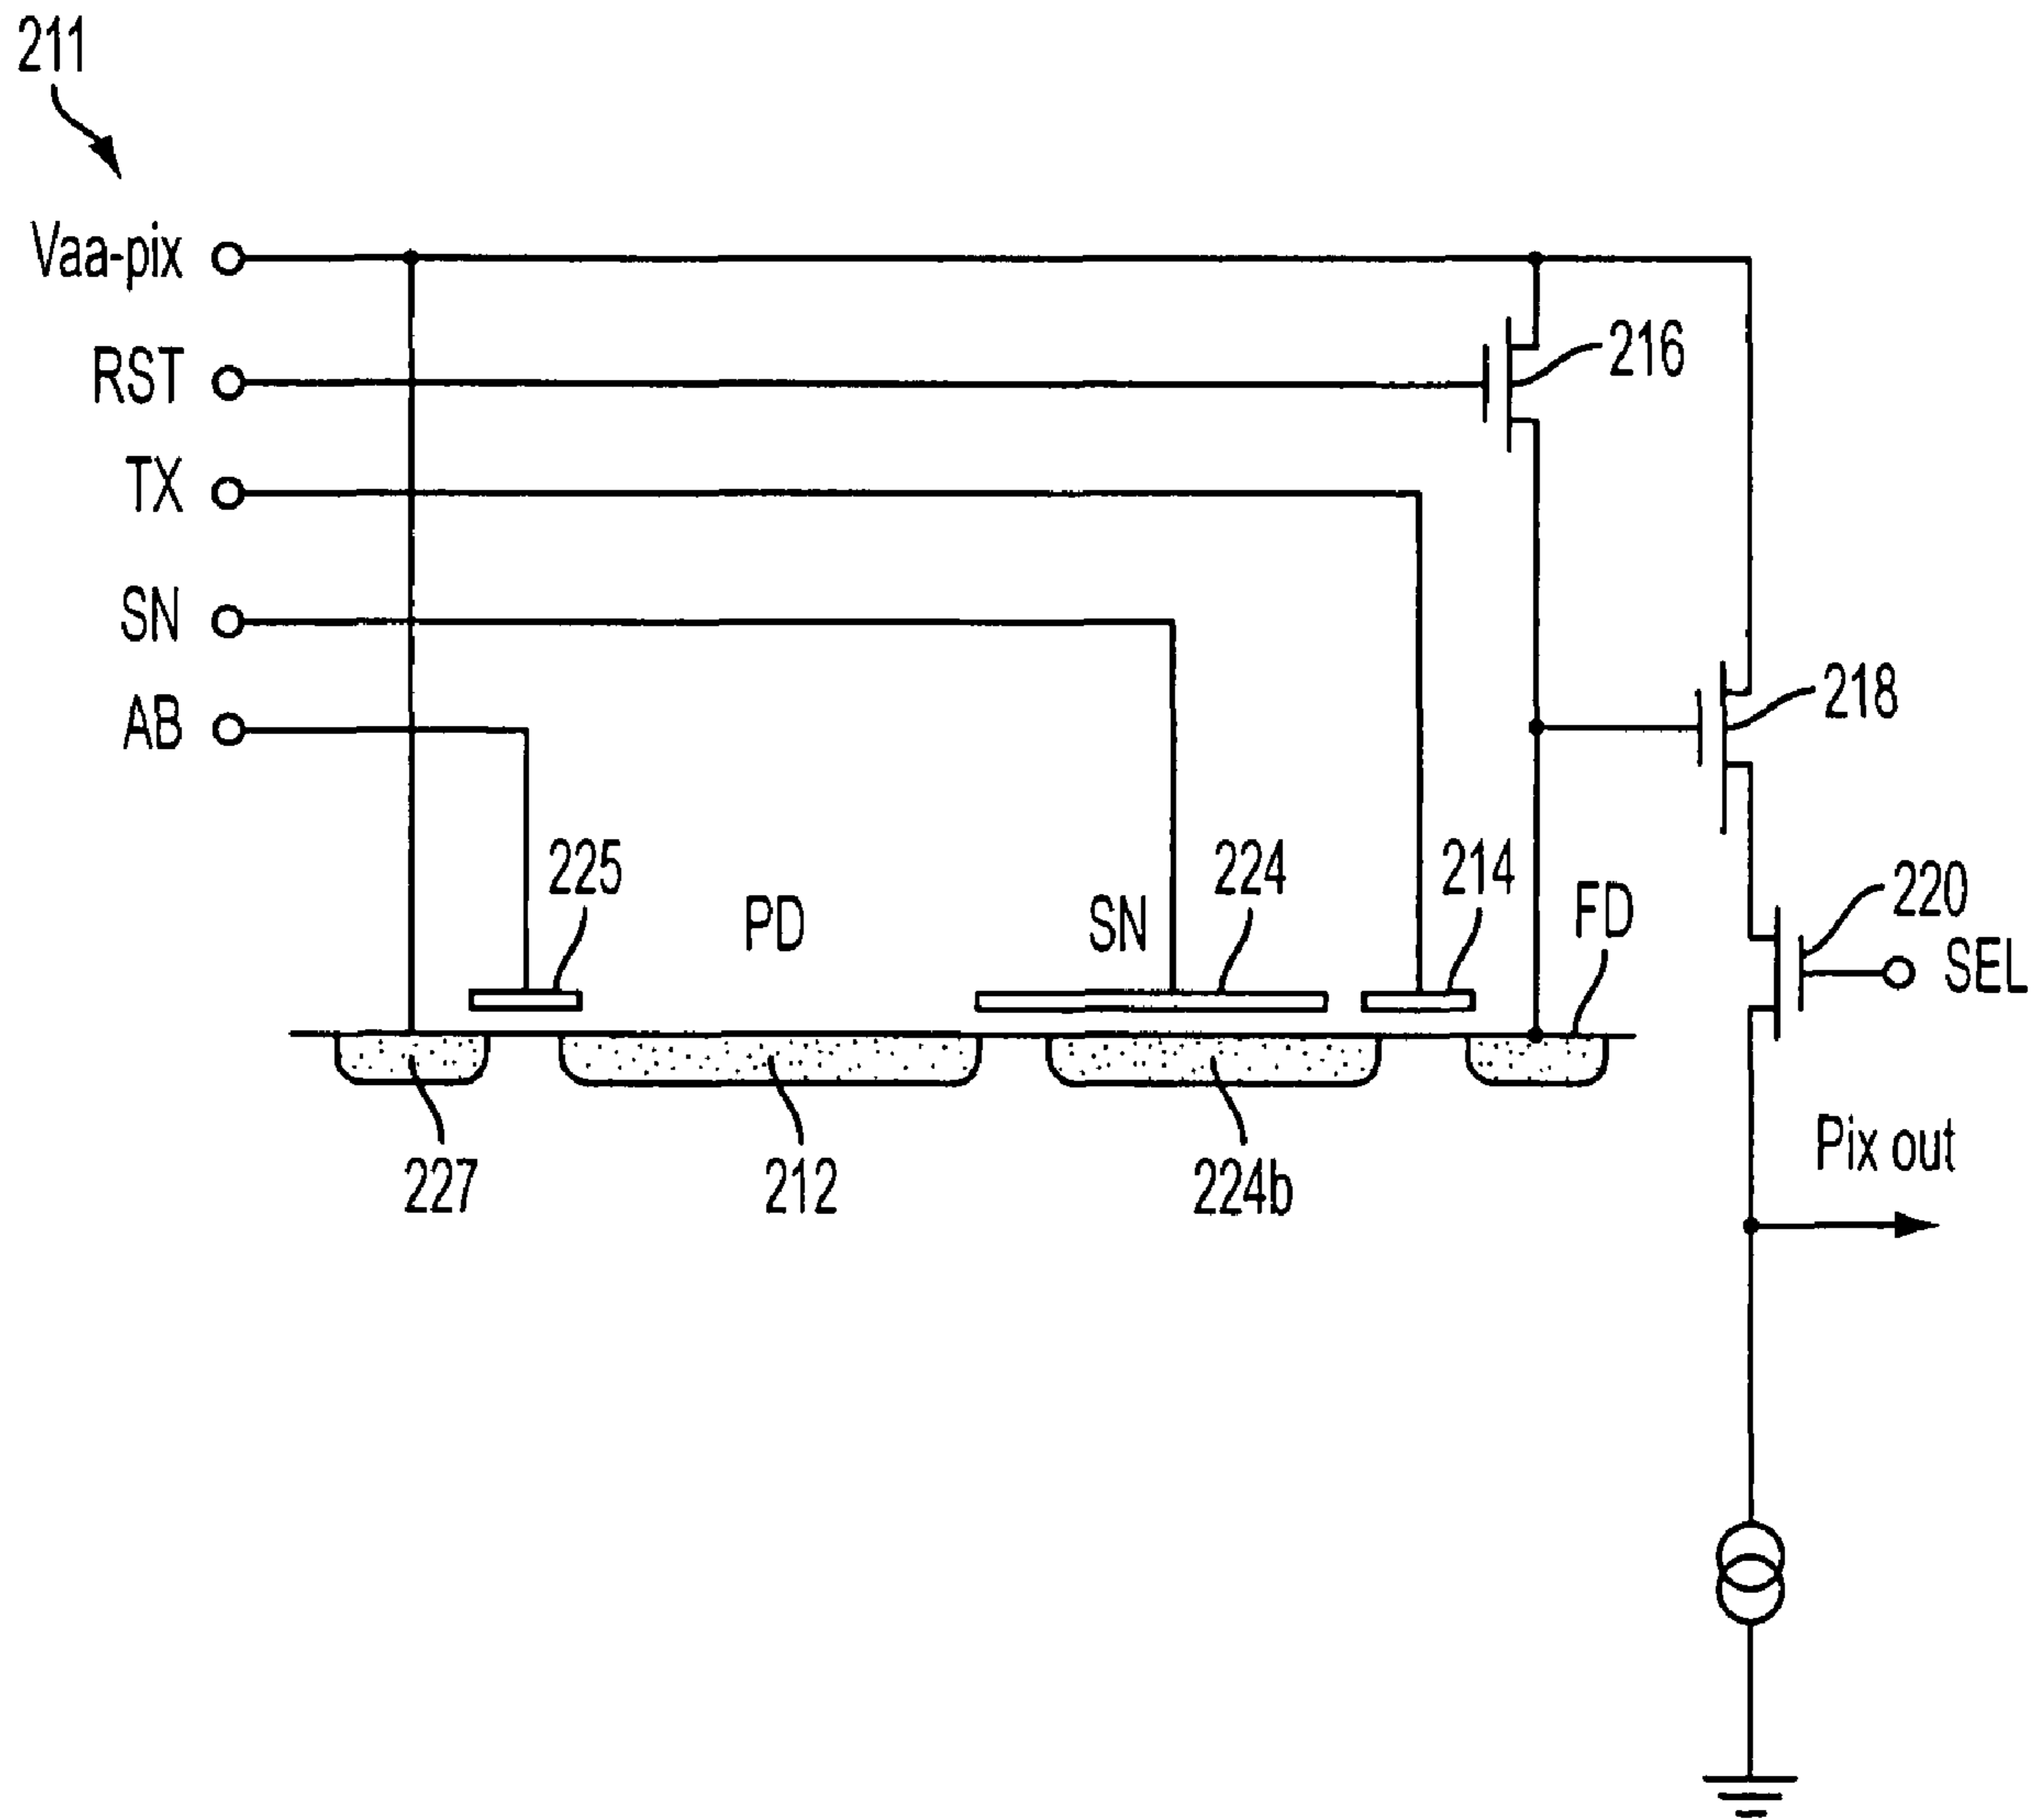 211
Vaa-pix
RST
216
TX
SN
AB
218
225
PD
SN
224
214
FD
220
SEL
227
212
224b
Pix out